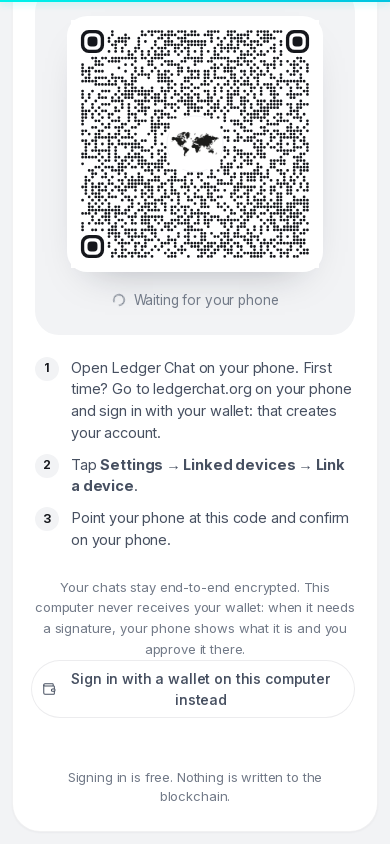 Waiting for your phone
1 Open Ledger Chat on your phone. First
time? Go to ledgerchat.org on your phone
and sign in with your wallet: that creates
your account.
2 Tap Settings → Linked devices → Link
a device.
3 Point your phone at this code and confirm
on your phone.
Your chats stay end-to-end encrypted. This
computer never receives your wallet: when it needs
a signature, your phone shows what it is and you
approve it there.
Sign in with a wallet on this computer
instead
Signing in is free. Nothing is written to the
blockchain.